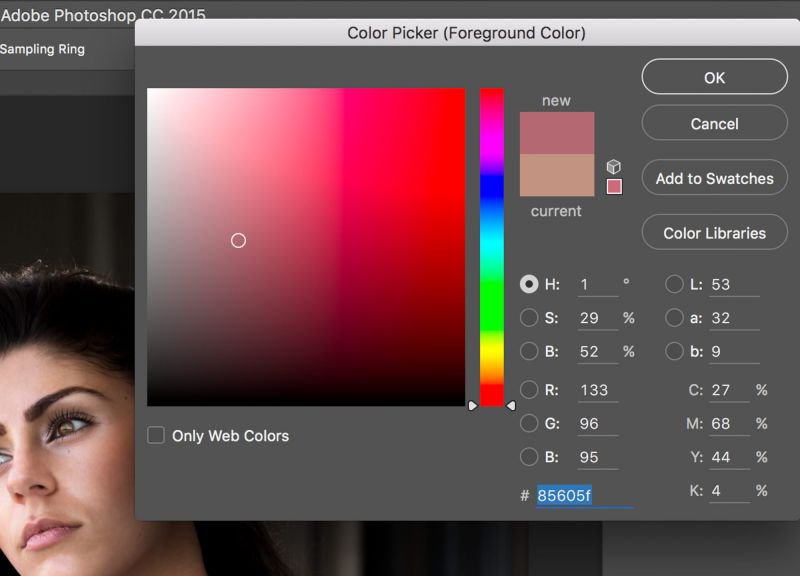 Adobe Photoshop CC 2015
Sampling Ring
Color Picker (Foreground Color)
new
current
OK
Cancel
Add to Swatches
Color Libraries
H: 1 °
S: 29 %
B: 52 %
R: 133
G: 96
B: 95
# 85605f
L: 53
a: 32
b: 9
C: 27 %
M: 68 %
Y: 44 %
K: 4 %
Only Web Colors